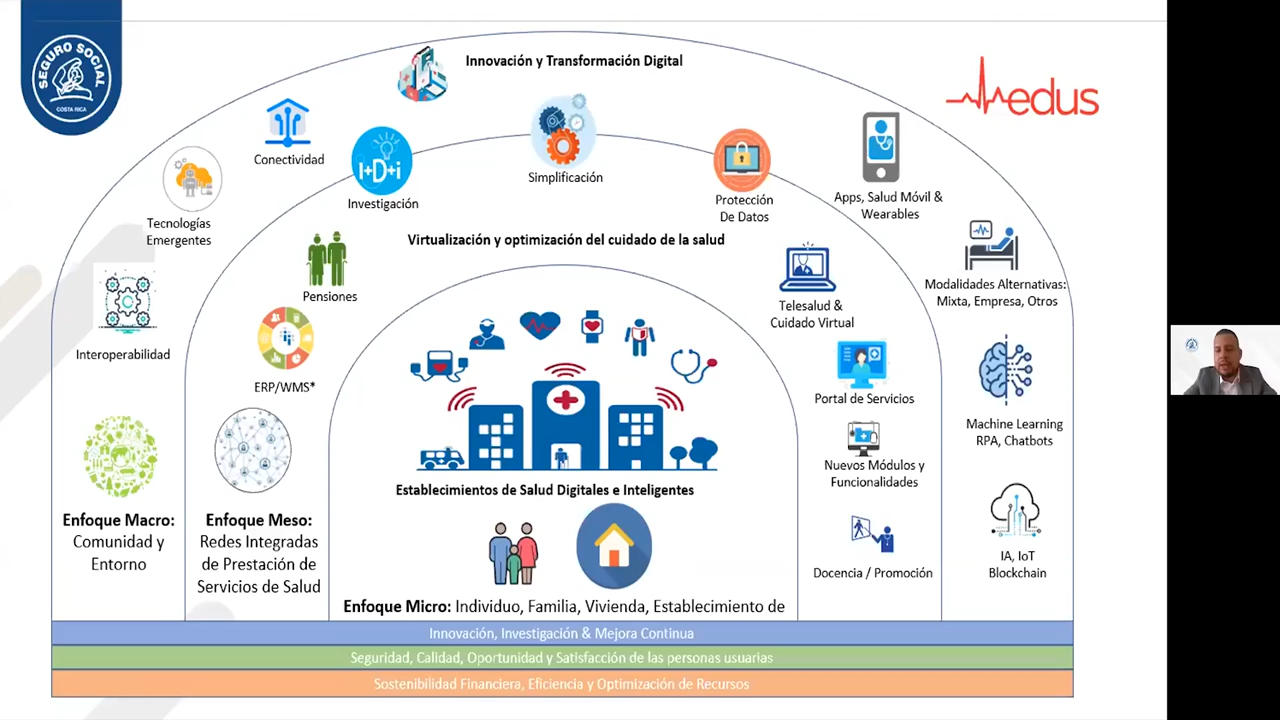 SEGURO SOCIAL
COSTA RICA
Innovación y Transformación Digital
edus
Conectividad
I+D+i
Investigación
Simplificación
Protección
De Datos
Apps, Salud Móvil &
Wearables
Tecnologías
Emergentes
Virtualización y optimización del cuidado de la salud
Pensiones
Telesalud &
Cuidado Virtual
Modalidades Alternativas:
Mixta, Empresa, Otros
Interoperabilidad
ERP/WMS*
Portal de Servicios
Machine Learning
RPA, Chatbots
Nuevos Módulos y
Funcionalidades
Establecimientos de Salud Digitales e Inteligentes
Enfoque Macro:
Comunidad y
Entorno
Enfoque Meso:
Redes Integradas
de Prestación de
Servicios de Salud
Docencia / Promoción
IA, IoT
Blockchain
Enfoque Micro: Individuo, Familia, Vivienda, Establecimiento de
Innovación, Investigación & Mejora Continua
Seguridad, Calidad, Oportunidad y Satisfacción de las personas usuarias
Sostenibilidad Financiera, Eficiencia y Optimización de Recursos